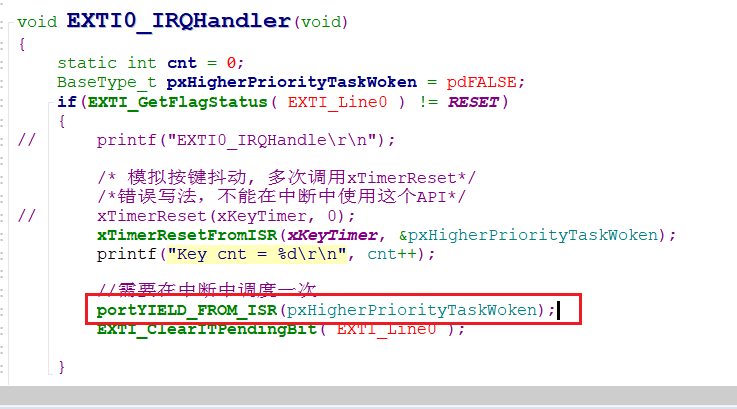 void EXTI0_IRQHandler(void)
{
static int cnt = 0;
BaseType_t pxHigherPriorityTaskWoken = pdFALSE;
if(EXTI_GetFlagStatus( EXTI_Line0 ) != RESET)
{
// printf("EXTI0_IRQHandle\r\n");
/* 模拟按键抖动, 多次调用xTimerReset*/
/*错误写法，不能在中断中使用这个API*/
// xTimerReset(xKeyTimer, 0);
xTimerResetFromISR(xKeyTimer, &pxHigherPriorityTaskWoken);
printf("Key cnt = %d\r\n", cnt++);
//需要在中断中调度一次
portYIELD_FROM_ISR(pxHigherPriorityTaskWoken);
EXTI_ClearITPendingBit( EXTI_Line0 );
}